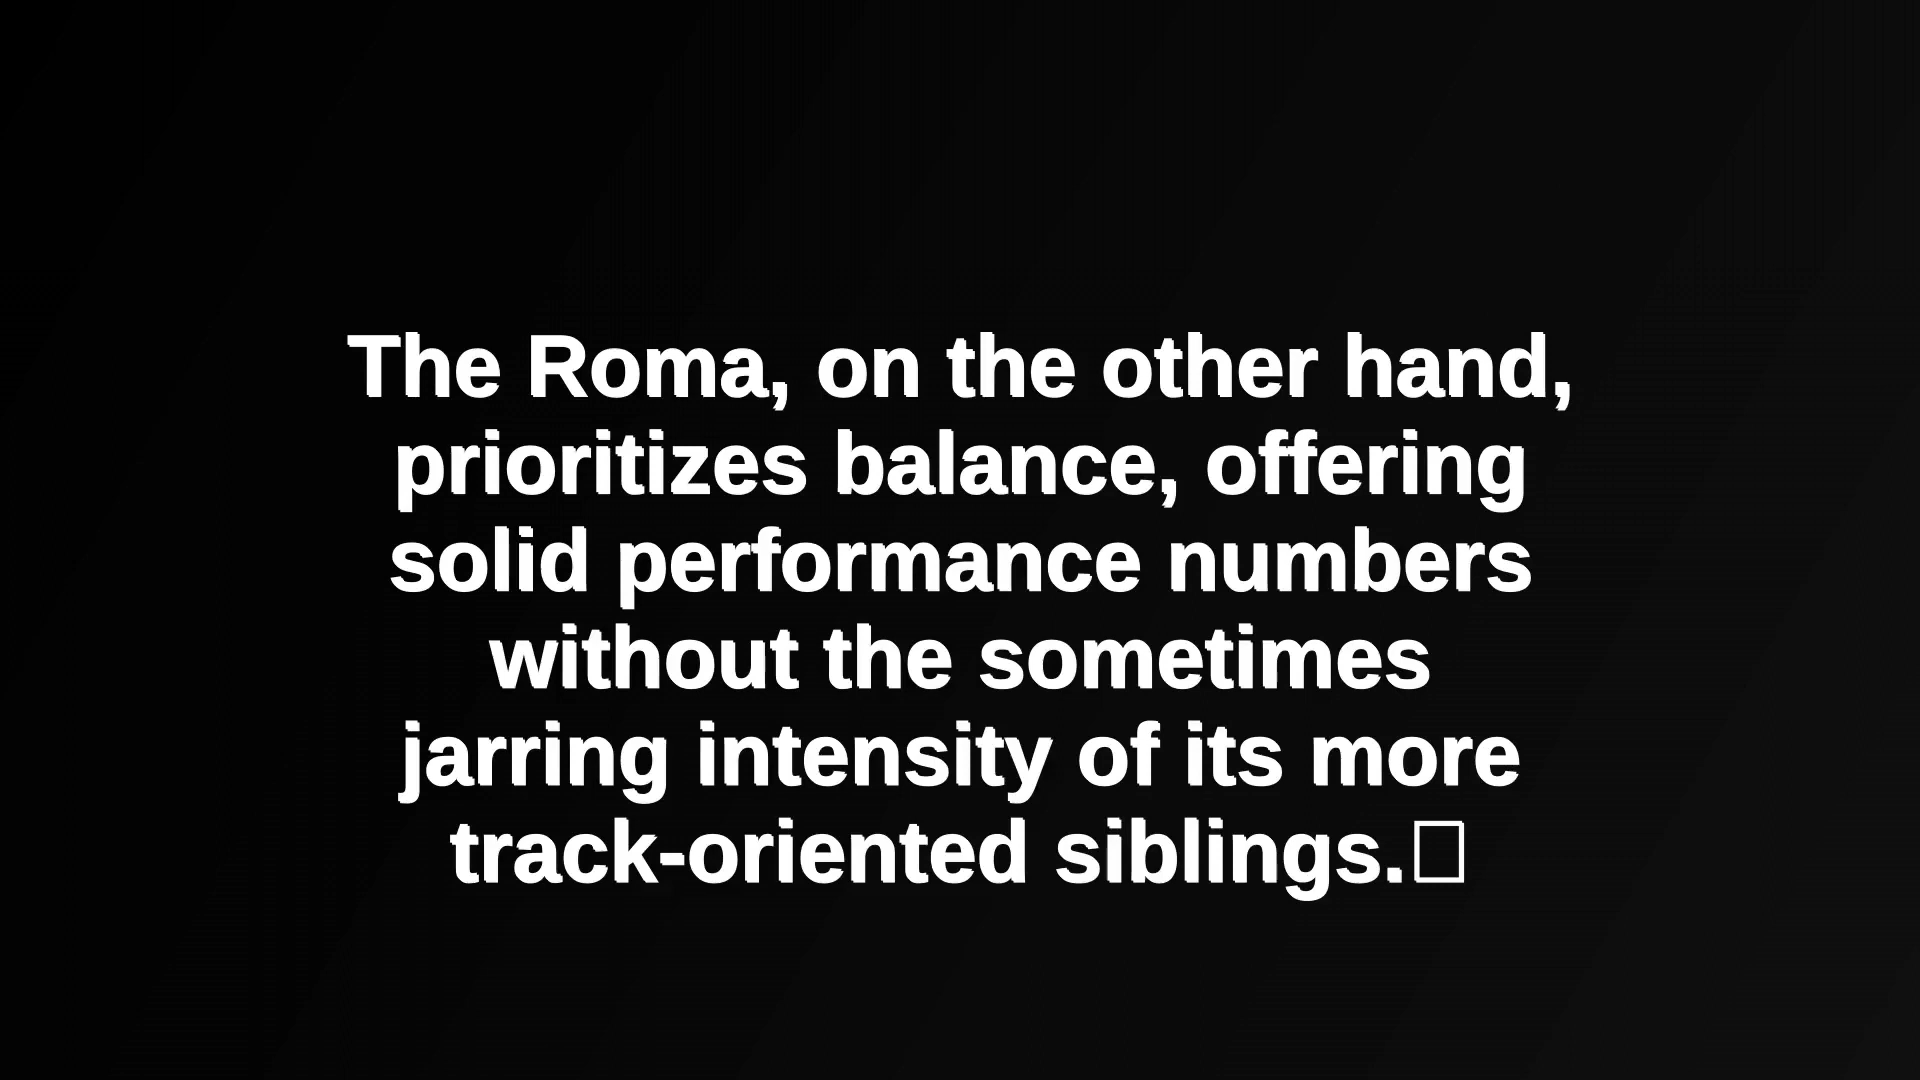 The Roma, on the other hand,
prioritizes balance, offering
solid performance numbers
without the sometimes
jarring intensity of its more
track-oriented siblings.